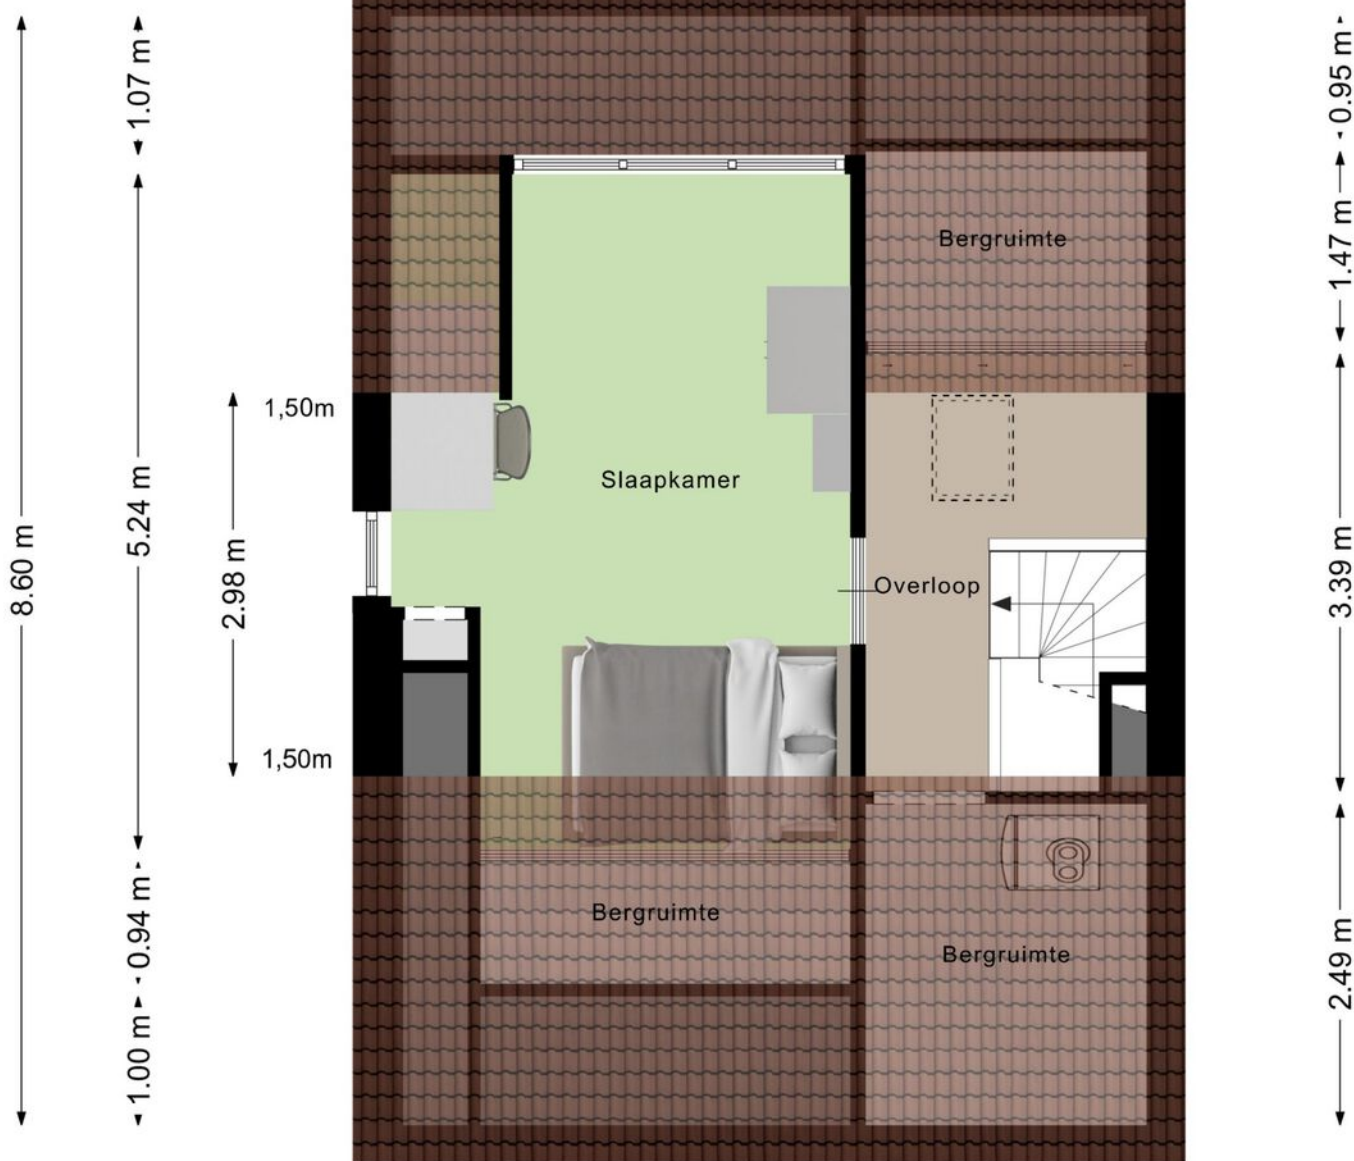 8.60 m
1.07 m
5.24 m
0.94 m
1.00 m
2.98 m
1,50m
1,50m
Bergruimte
Slaapkamer
Overloop
Bergruimte
Bergruimte
0.95 m
1.47 m
3.39 m
2.49 m